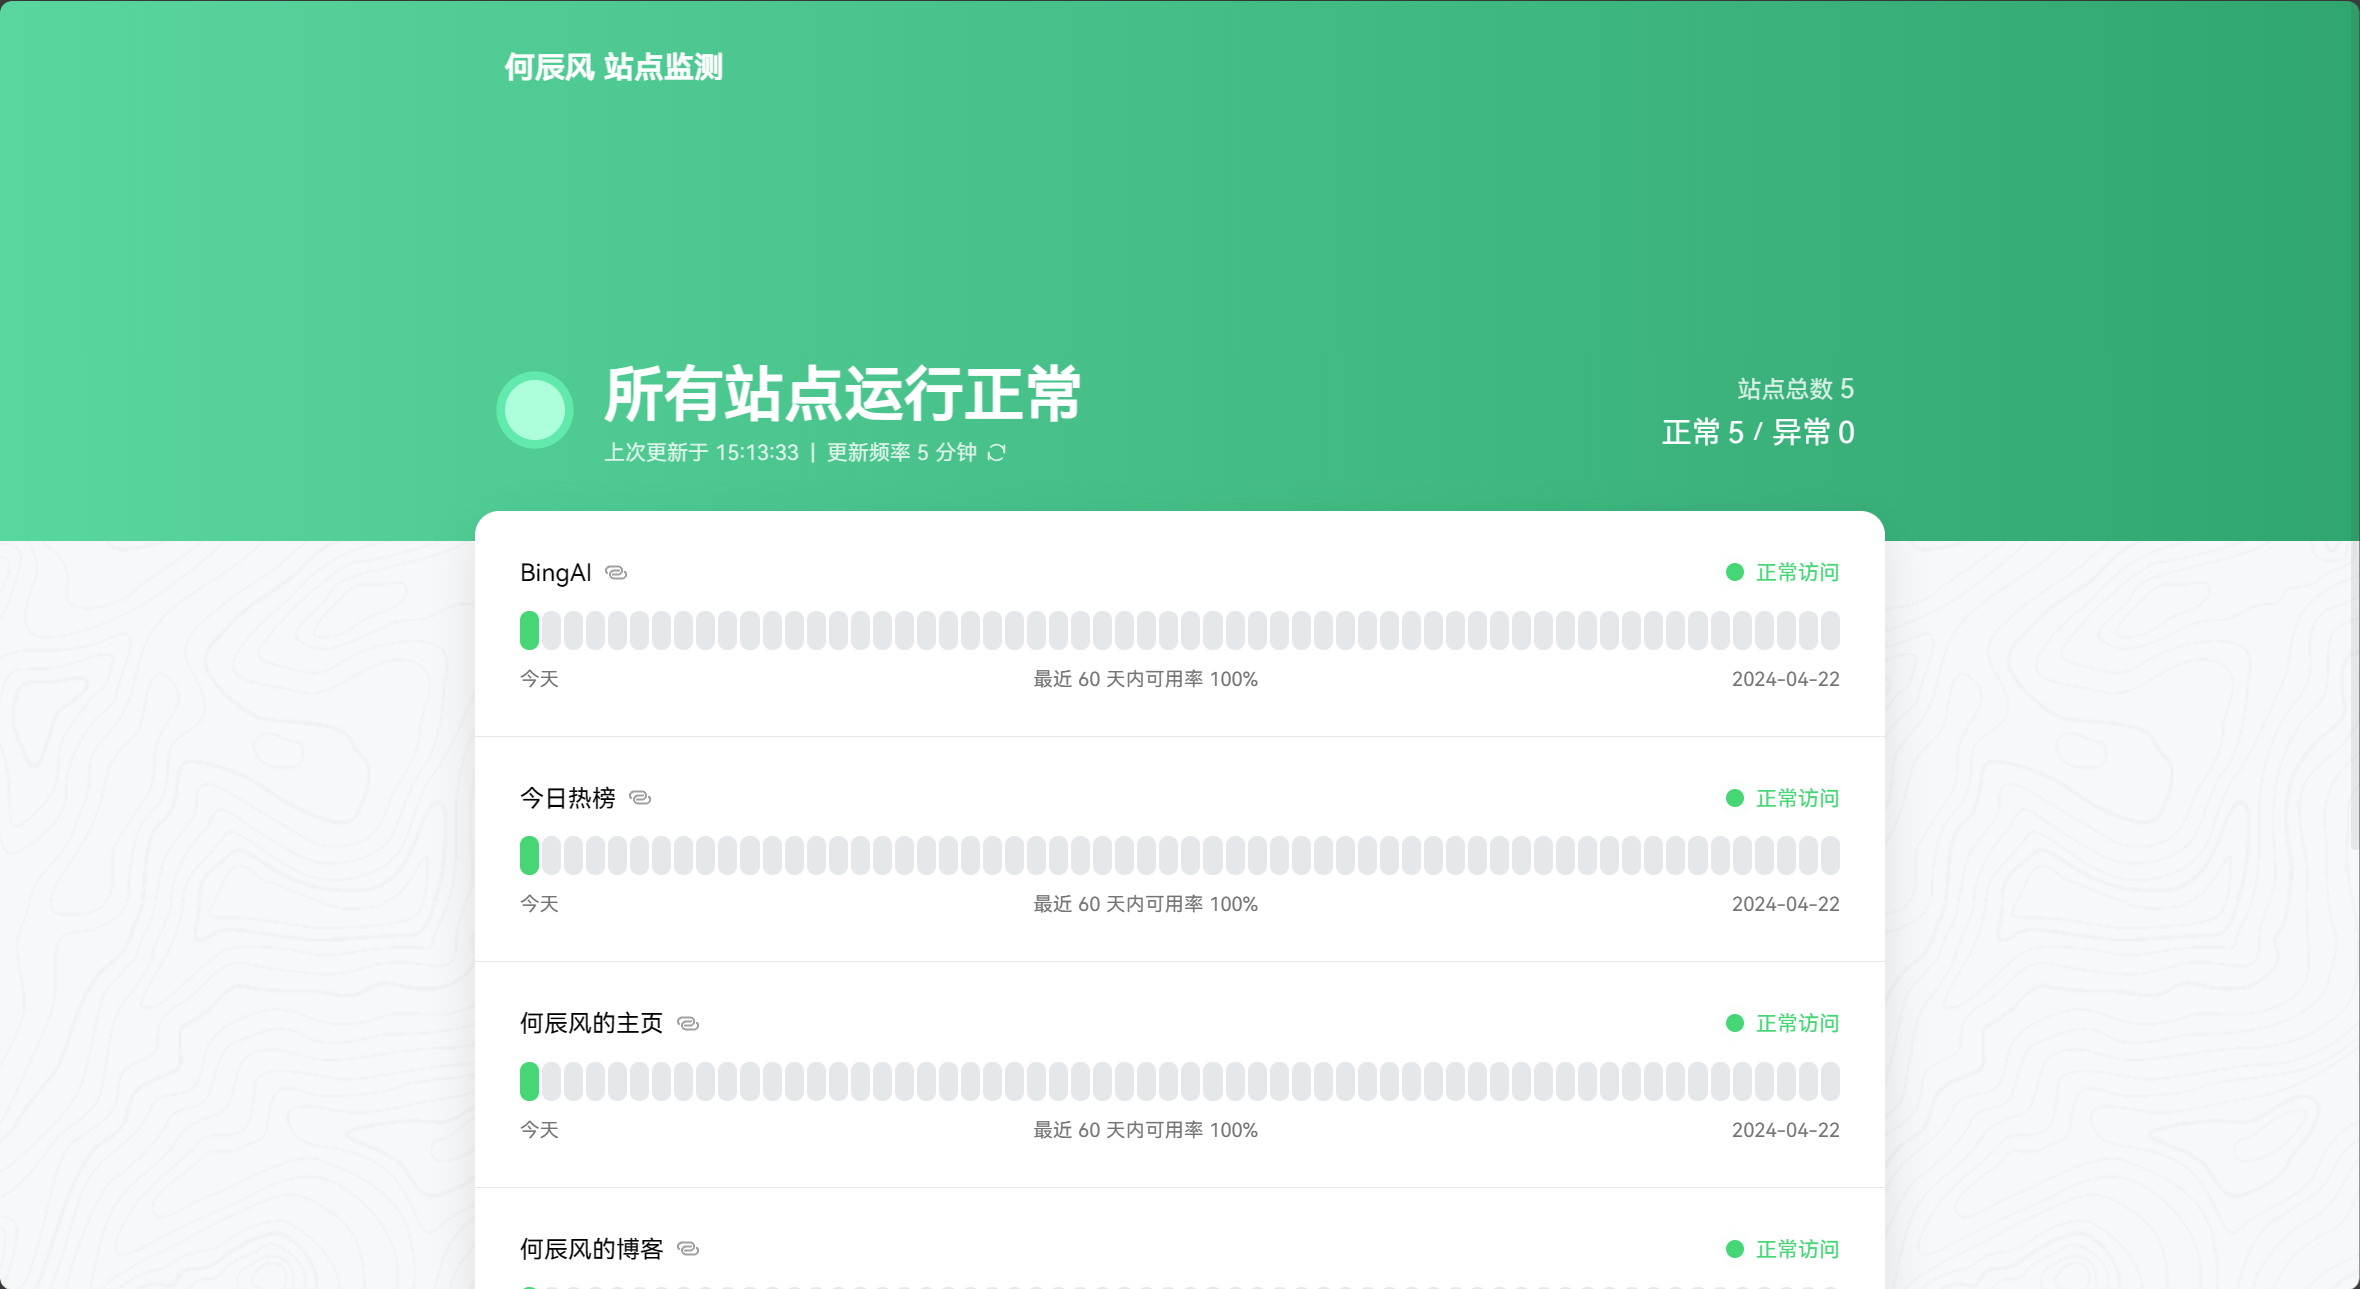 何辰风 站点监测
所有站点运行正常
上次更新于 15:13:33 | 更新频率 5 分钟
站点总数 5
正常 5 / 异常 0
BingAI
正常访问
今天
最近 60 天内可用率 100%
2024-04-22
今日热榜
正常访问
今天
最近 60 天内可用率 100%
2024-04-22
何辰风的主页
正常访问
今天
最近 60 天内可用率 100%
2024-04-22
何辰风的博客
正常访问